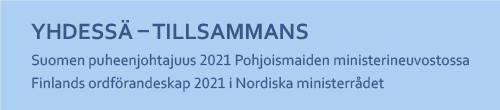 YHDESSÄ – TILLSAMMANS
Suomen puheenjohtajuus 2021 Pohjoismaiden ministerineuvostossa
Finlands ordförandeskap 2021 i Nordiska ministerrådet